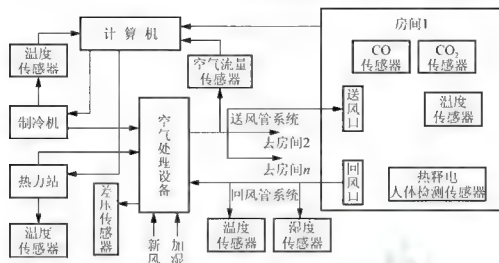 计算机
房间1
温度
传感器
空气流量
传感器
CO
传感器
CO₂
传感器
制冷机
空气处理设备
送风管系统
送风口
温度
传感器
去房间2
去房间n
热力站
回风管系统
回风口
热释电
人体检测传感器
差压传感器
温度
传感器
新风
加湿
温度
传感器
湿度
传感器